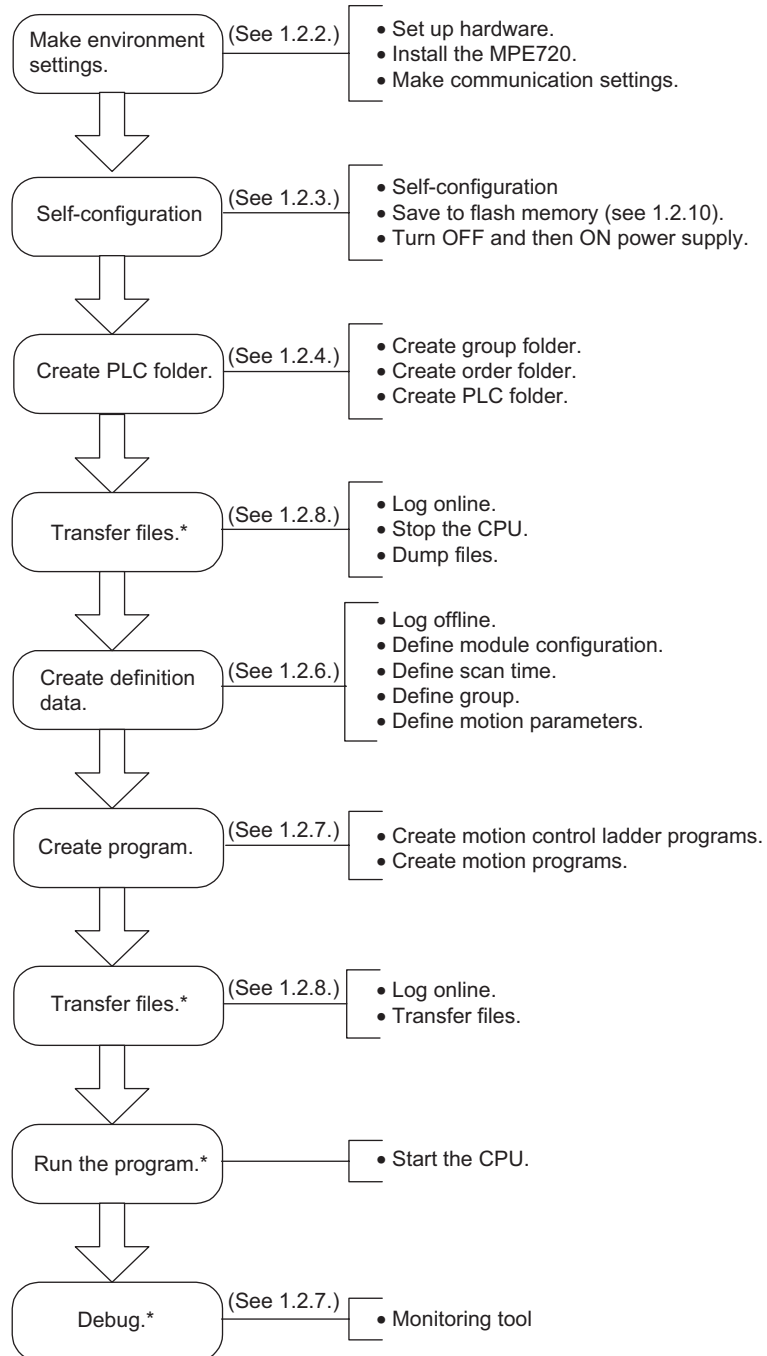 Make environment
settings.
(See 1.2.2.)
• Set up hardware.
• Install the MPE720.
• Make communication settings.
Self-configuration
(See 1.2.3.)
• Self-configuration
• Save to flash memory (see 1.2.10).
• Turn OFF and then ON power supply.
Create PLC folder.
(See 1.2.4.)
• Create group folder.
• Create order folder.
• Create PLC folder.
Transfer files.*
(See 1.2.8.)
• Log online.
• Stop the CPU.
• Dump files.
Create definition
data.
(See 1.2.6.)
• Log offline.
• Define module configuration.
• Define scan time.
• Define group.
• Define motion parameters.
Create program.
(See 1.2.7.)
• Create motion control ladder programs.
• Create motion programs.
Transfer files.*
(See 1.2.8.)
• Log online.
• Transfer files.
Run the program.*
• Start the CPU.
Debug.*
(See 1.2.7.)
• Monitoring tool